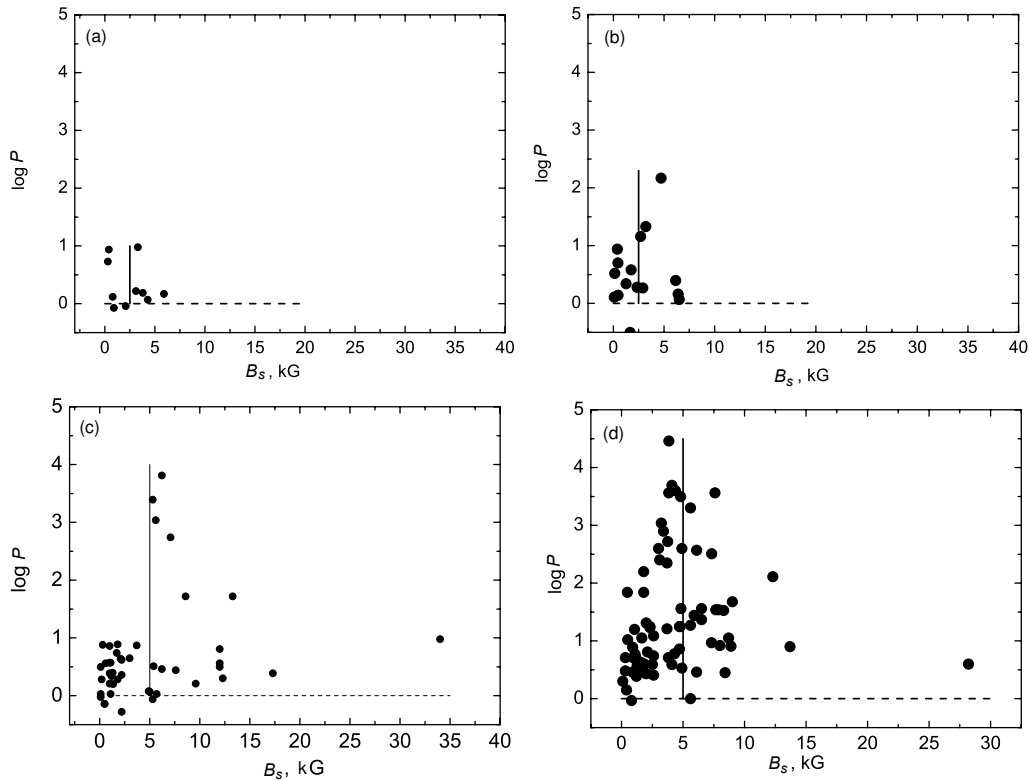 5 (a) 5 (b)
4 4
3 3
log P log P
2 2
1 1
0 0
0 5 10 15 20 25 30 35 40 0 5 10 15 20 25 30 35 40
B_s , kG B_s , kG
5 (c) 5 (d)
4 4
3 3
log P log P
2 2
1 1
0 0
0 5 10 15 20 25 30 35 40 0 5 10 15 20 25 30
B_s, kG B_s, kG